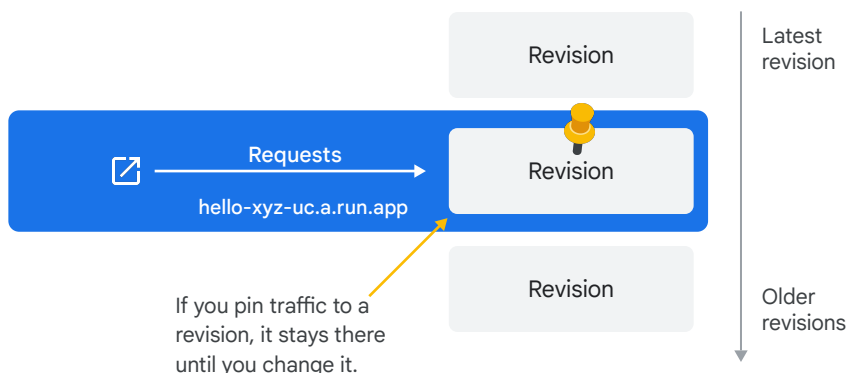 Revision
Latest
revision
Requests
hello-xyz-uc.a.run.app
Revision
If you pin traffic to a
revision, it stays there
until you change it.
Revision
Older
revisions